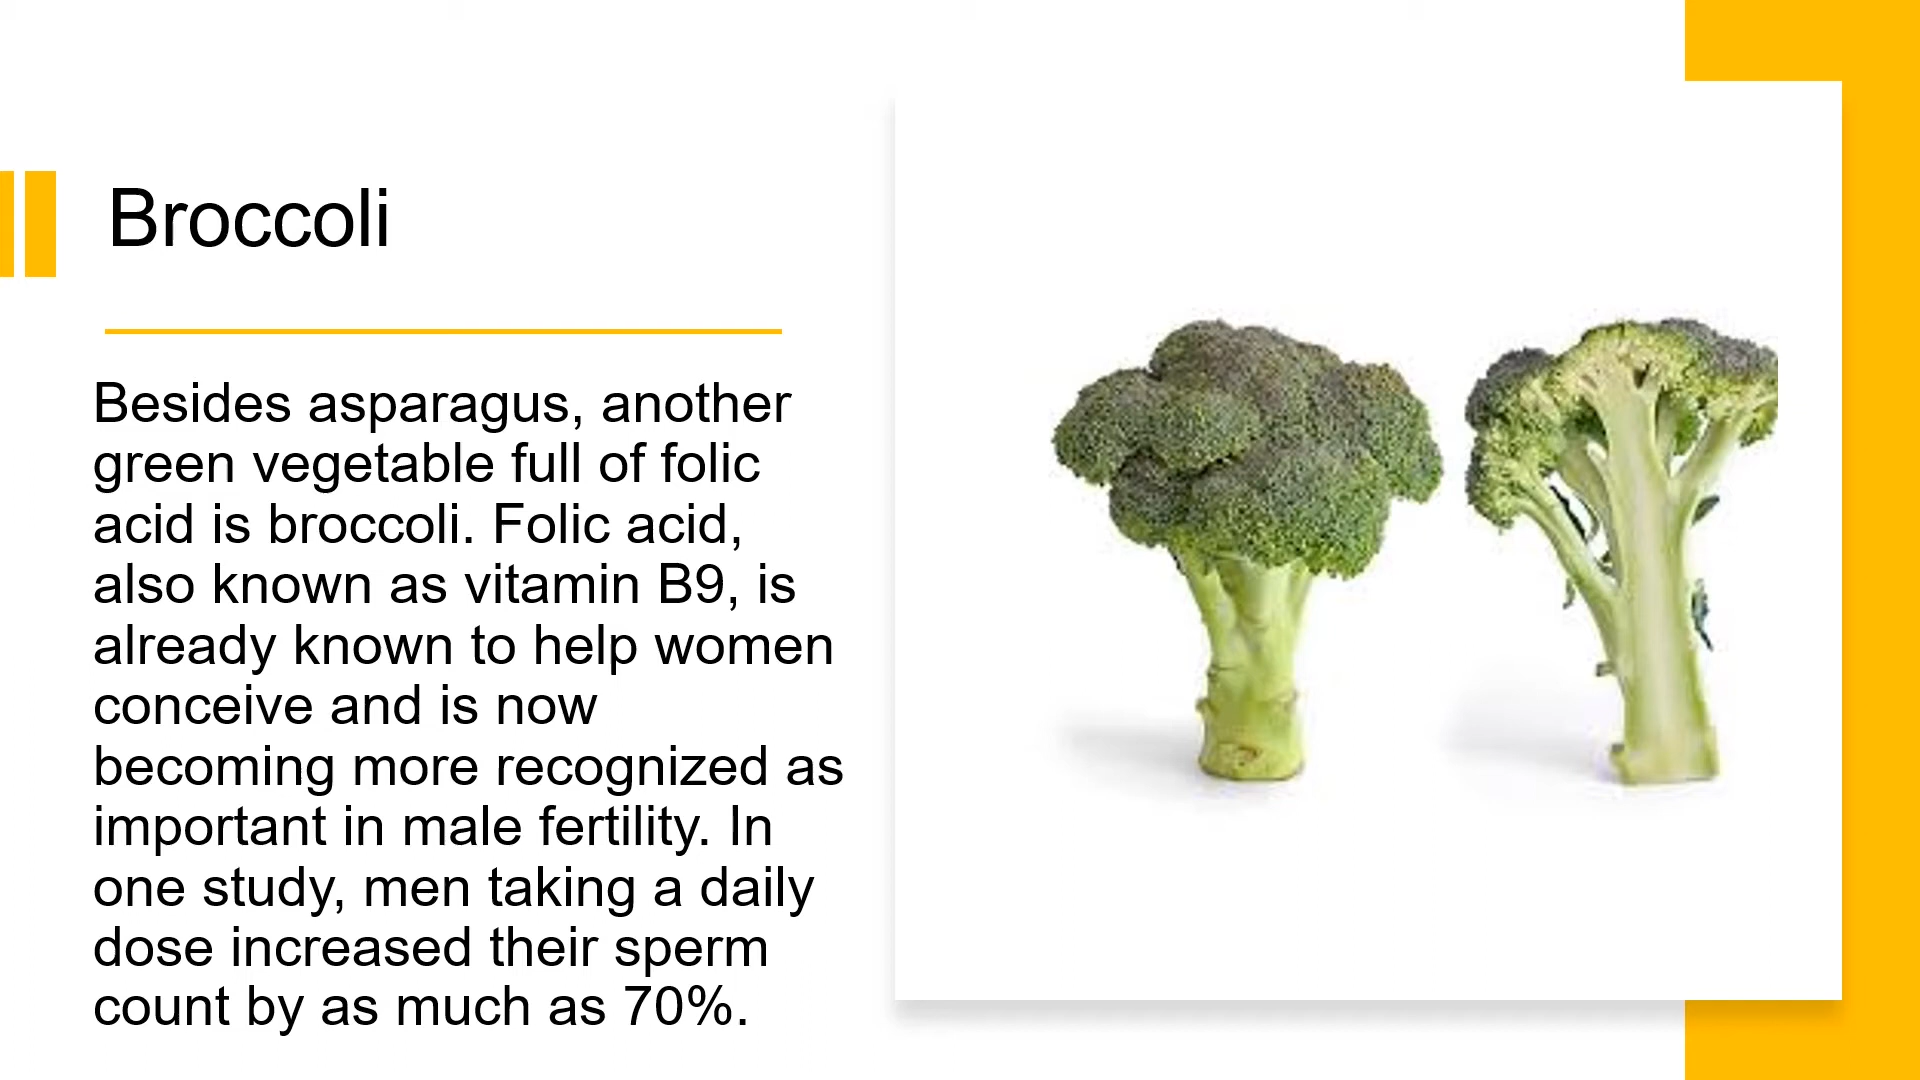 Broccoli
Besides asparagus, another
green vegetable full of folic
acid is broccoli. Folic acid,
also known as vitamin B9, is
already known to help women
conceive and is now
becoming more recognized as
important in male fertility. In
one study, men taking a daily
dose increased their sperm
count by as much as 70%.